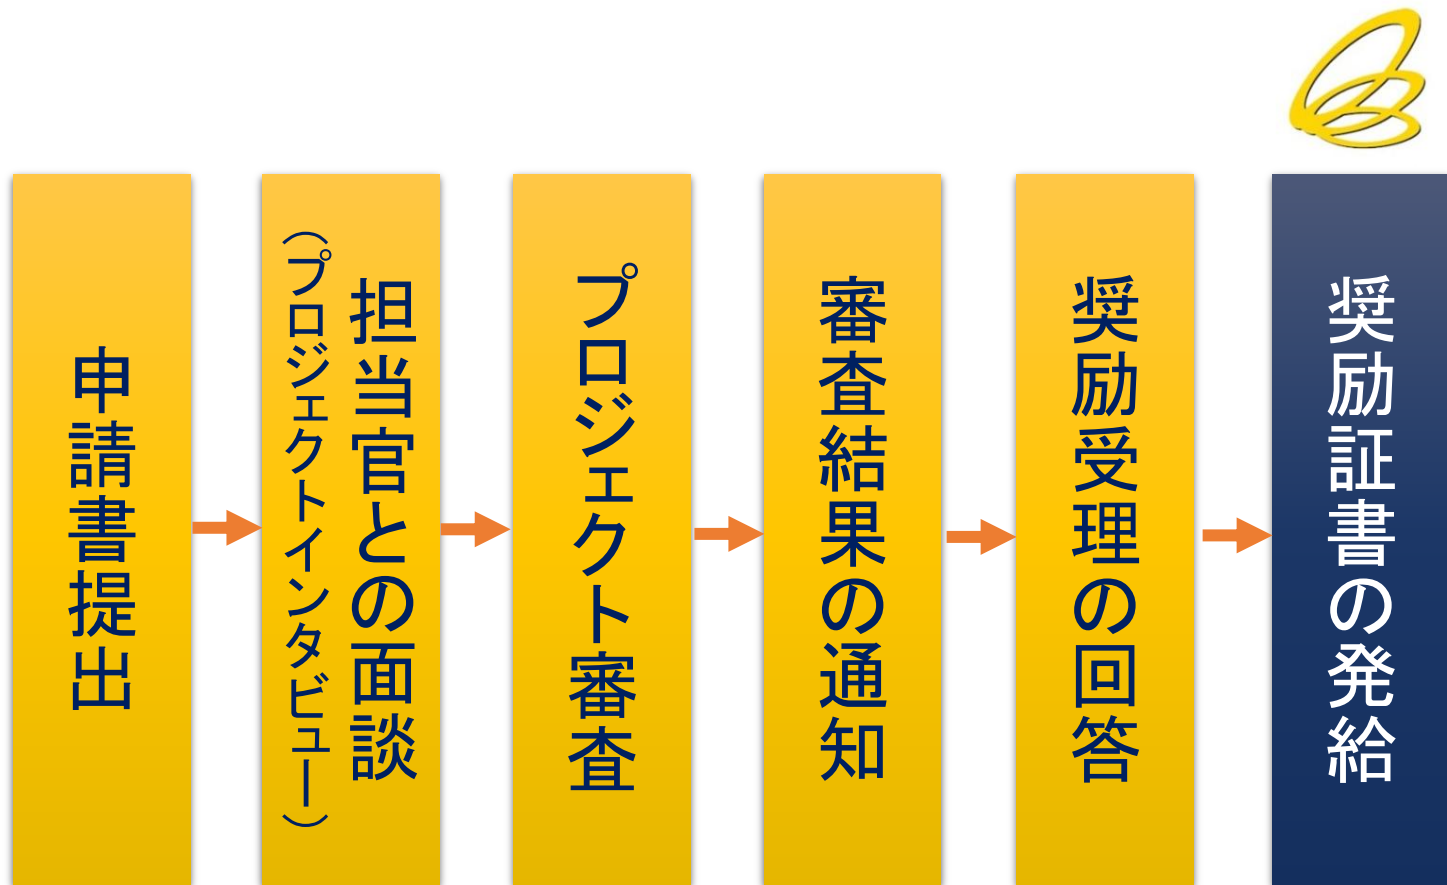 申請書提出
担当官との面談
（プロジェクトインタビュー）
プロジェクト審査
審査結果の通知
奨励受理の回答
奨励証書の発給